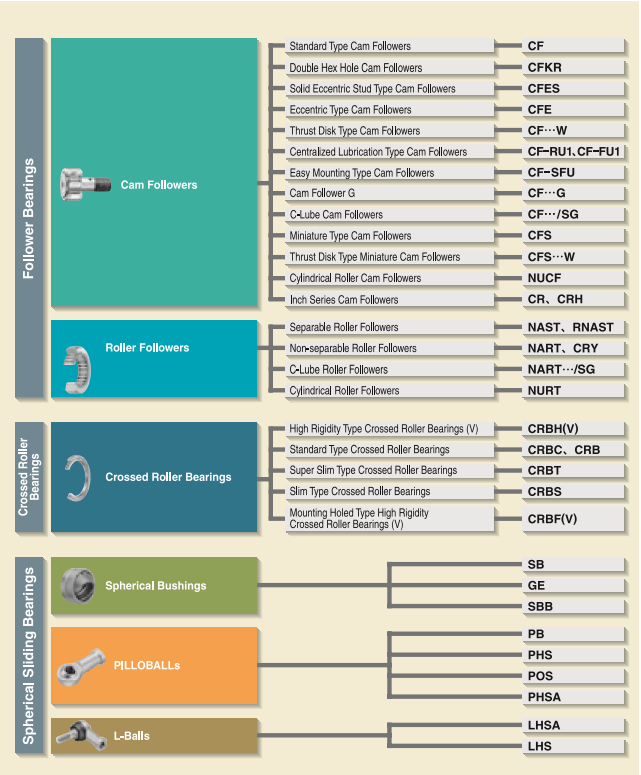 Follower Bearings
Cam Followers
Standard Type Cam Followers CF
Double Hex Hole Cam Followers CFKR
Solid Eccentric Stud Type Cam Followers CFES
Eccentric Type Cam Followers CFE
Thrust Disk Type Cam Followers CF···W
Centralized Lubrication Type Cam Followers CF-RU1、CF-FU1
Easy Mounting Type Cam Followers CF-SFU
Cam Follower G CF···G
C-Lube Cam Followers CF···/SG
Miniature Type Cam Followers CFS
Thrust Disk Type Miniature Cam Followers CFS···W
Cylindrical Roller Cam Followers NUCF
Inch Series Cam Followers CR、CRH
Roller Followers
Separable Roller Followers NAST、RNAST
Non-separable Roller Followers NART、CRY
C-Lube Roller Followers NART···/SG
Cylindrical Roller Followers NURT
Crossed Roller
Bearings
Crossed Roller Bearings
High Rigidity Type Crossed Roller Bearings (V) CRBH(V)
Standard Type Crossed Roller Bearings CRBC、CRB
Super Slim Type Crossed Roller Bearings CRBT
Slim Type Crossed Roller Bearings CRBS
Mounting Holed Type High Rigidity
Crossed Roller Bearings (V) CRBF(V)
Spherical Sliding Bearings
Spherical Bushings
SB
GE
SBB
PILLOBALLs
PB
PHS
POS
PHSA
L-Balls
LHSA
LHS